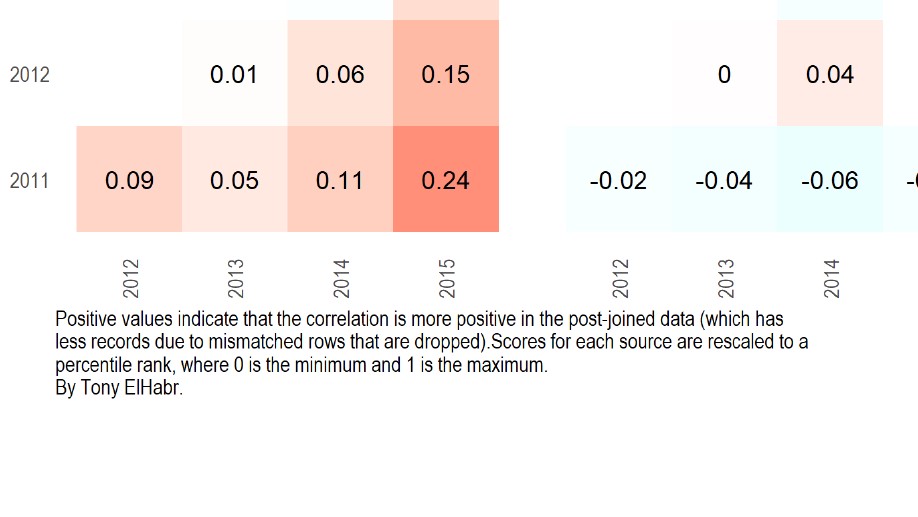 2012 0.01 0.06 0.15 0 0.04
2011 0.09 0.05 0.11 0.24 -0.02 -0.04 -0.06
2012 2013 2014 2015 2012 2013 2014
Positive values indicate that the correlation is more positive in the post-joined data (which has
less records due to mismatched rows that are dropped).Scores for each source are rescaled to a
percentile rank, where 0 is the minimum and 1 is the maximum.
By Tony ElHabr.